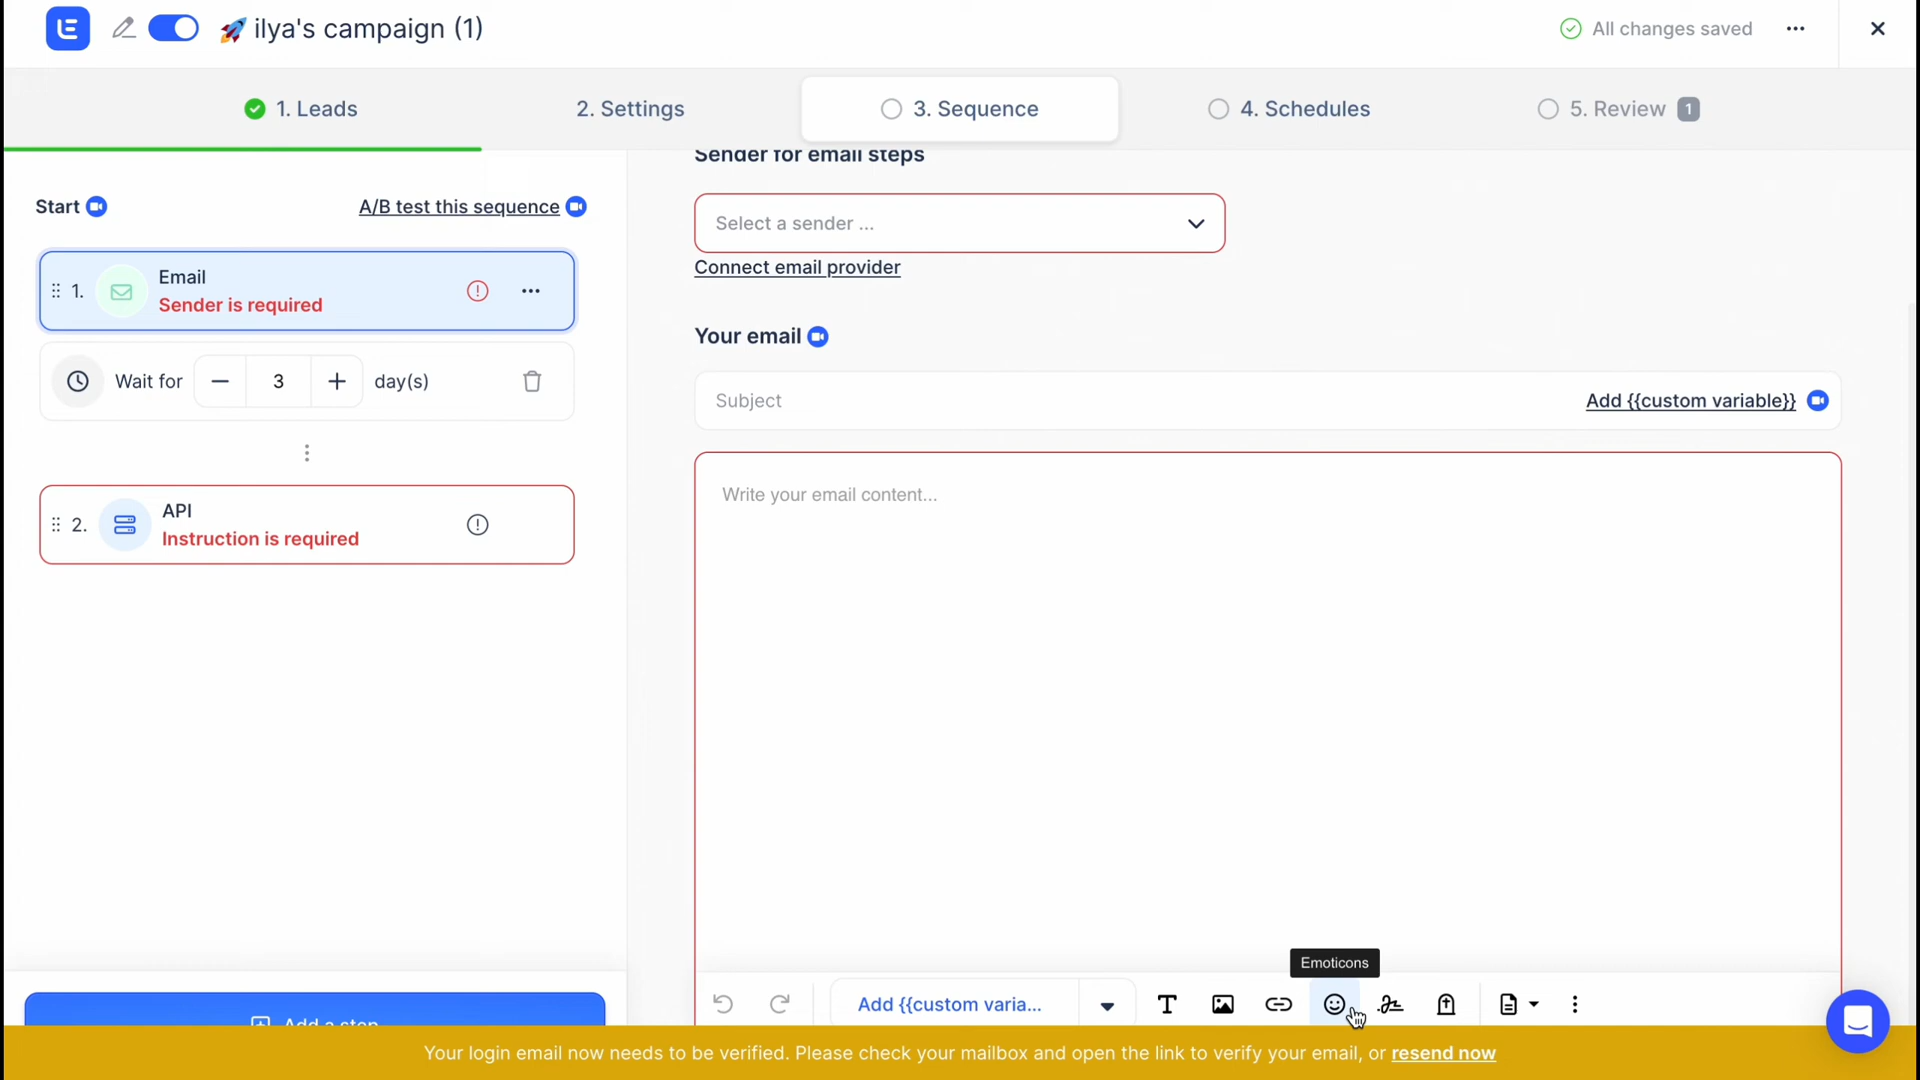 ilya's campaign (1)
All changes saved
1. Leads
2. Settings
3. Sequence
4. Schedules
5. Review 1
Sender for email steps
Start
A/B test this sequence
Select a sender ...
Connect email provider
1. Email
Sender is required
Your email
Wait for 3 day(s)
Subject
Add {{custom variable}}
Write your email content...
2. API
Instruction is required
Emoticons
Add {{custom varia...
Add a step
Your login email now needs to be verified. Please check your mailbox and open the link to verify your email, or resend now